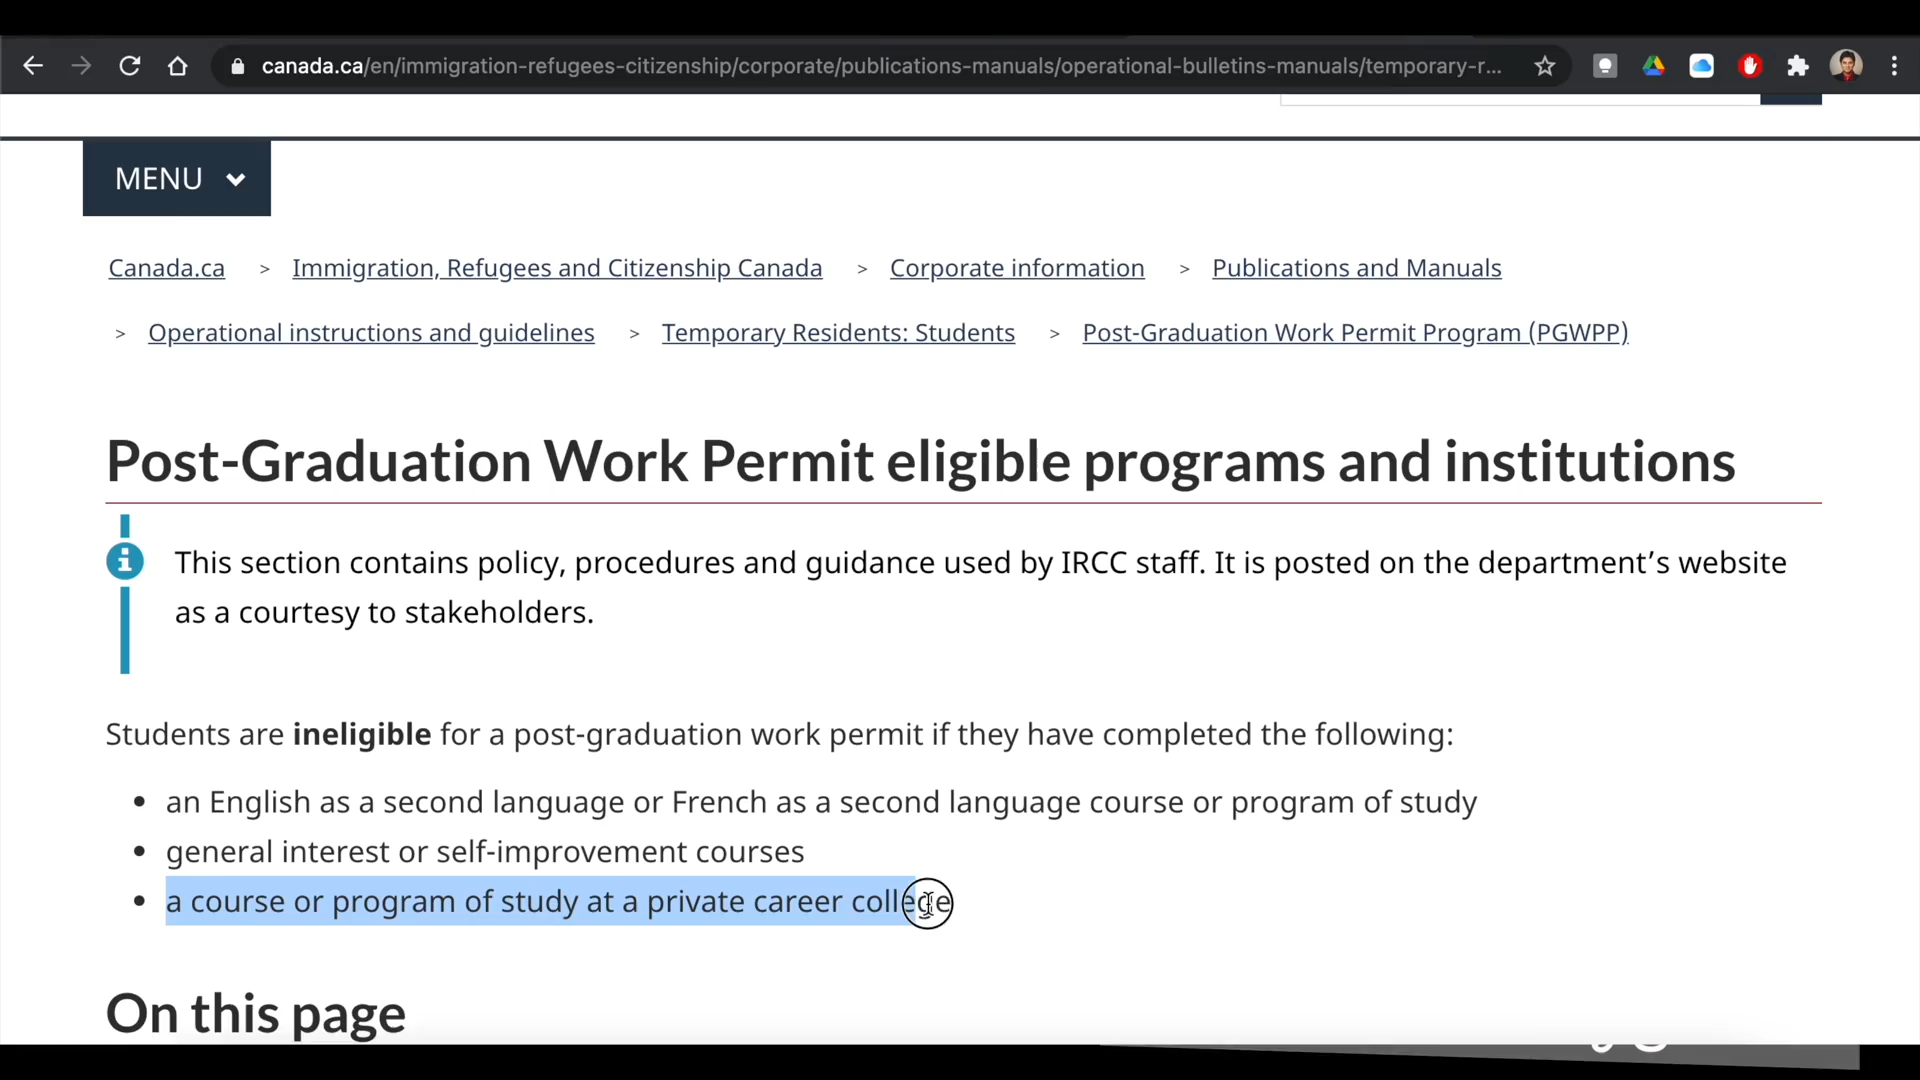 canada.ca/en/immigration-refugees-citizenship/corporate/publications-manuals/operational-bulletins-manuals/temporary-r...
MENU
Canada.ca > Immigration, Refugees and Citizenship Canada > Corporate information > Publications and Manuals
> Operational instructions and guidelines > Temporary Residents: Students > Post-Graduation Work Permit Program (PGWPP)
Post-Graduation Work Permit eligible programs and institutions
This section contains policy, procedures and guidance used by IRCC staff. It is posted on the department’s website
as a courtesy to stakeholders.
Students are ineligible for a post-graduation work permit if they have completed the following:
• an English as a second language or French as a second language course or program of study
• general interest or self-improvement courses
• a course or program of study at a private career college
On this page